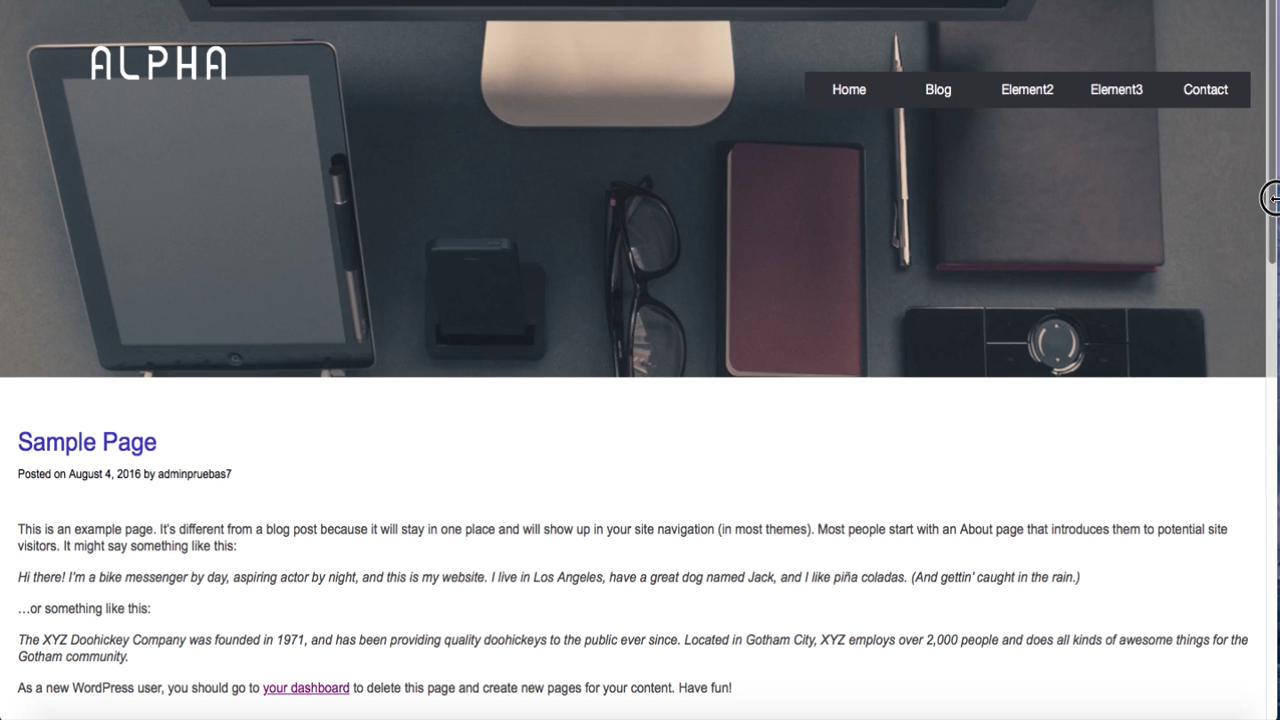 ALPHA
Home Blog Element2 Element3 Contact
Sample Page
Posted on August 4, 2016 by adminpruebas7
This is an example page. It's different from a blog post because it will stay in one place and will show up in your site navigation (in most themes). Most people start with an About page that introduces them to potential site
visitors. It might say something like this:
Hi there! I'm a bike messenger by day, aspiring actor by night, and this is my website. I live in Los Angeles, have a great dog named Jack, and I like piña coladas. (And gettin' caught in the rain.)
…or something like this:
The XYZ Doohickey Company was founded in 1971, and has been providing quality doohickeys to the public ever since. Located in Gotham City, XYZ employs over 2,000 people and does all kinds of awesome things for the
Gotham community.
As a new WordPress user, you should go to your dashboard to delete this page and create new pages for your content. Have fun!